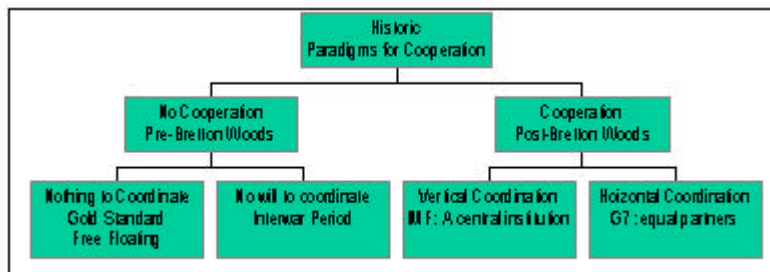 Historic
Paradigms for Cooperation
No Cooperation
Pre-Bretton Woods
Cooperation
Post-Bretton Woods
Nothing to Coordinate
Gold Standard
Free Floating
No will to coordinate
Interwar Period
Vertical Coordination
IMF: A central institution
Hoizontal Coordination
G7: equal partners